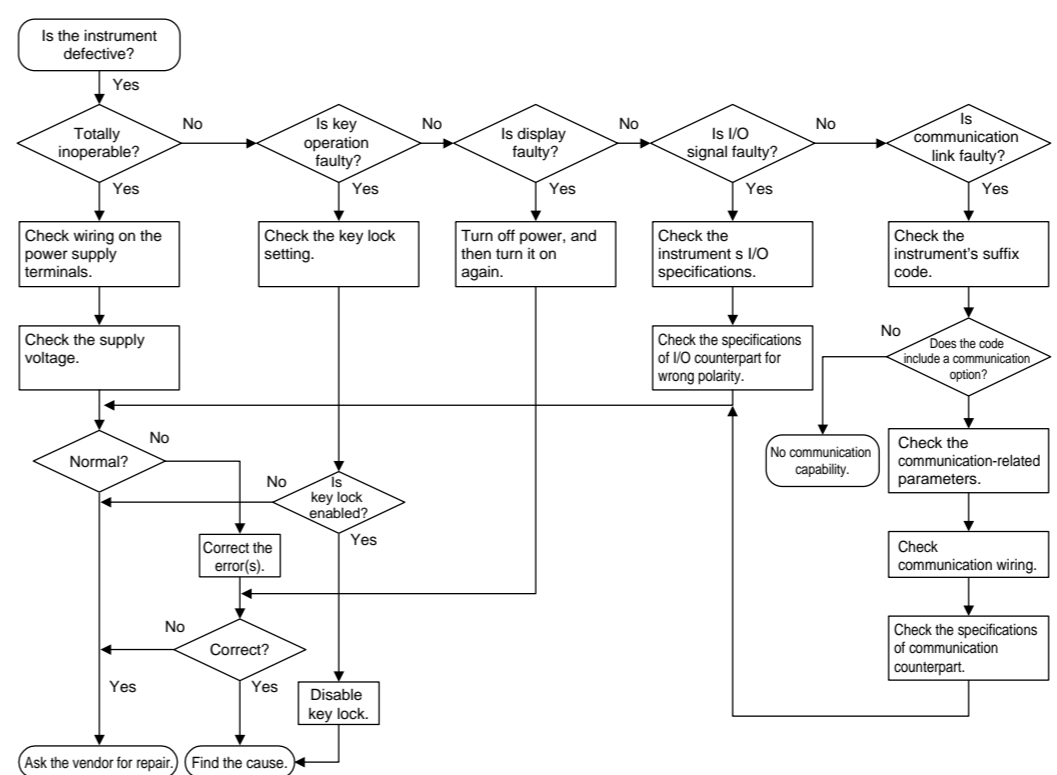 Is the instrument
defective?
Yes
Totally
inoperable?
No
Is key
operation
faulty?
No
Is display
faulty?
No
Is I/O
signal faulty?
No
Is
communication
link faulty?
Yes
Yes
Yes
Yes
Yes
Check wiring on the
power supply
terminals.
Check the key lock
setting.
Turn off power, and
then turn it on
again.
Check the
instrument s I/O
specifications.
Check the
instrument's suffix
code.
Check the supply
voltage.
Check the specifications
of I/O counterpart for
wrong polarity.
No
Does the code
include a communication
option?
No communication
capability.
Check the
communication-related
parameters.
Normal?
No
No
Is
key lock
enabled?
Yes
Correct the
error(s).
Check
communication wiring.
No
Correct?
Check the specifications
of communication
counterpart.
Yes
Yes
Disable
key lock.
Ask the vendor for repair.
Find the cause.